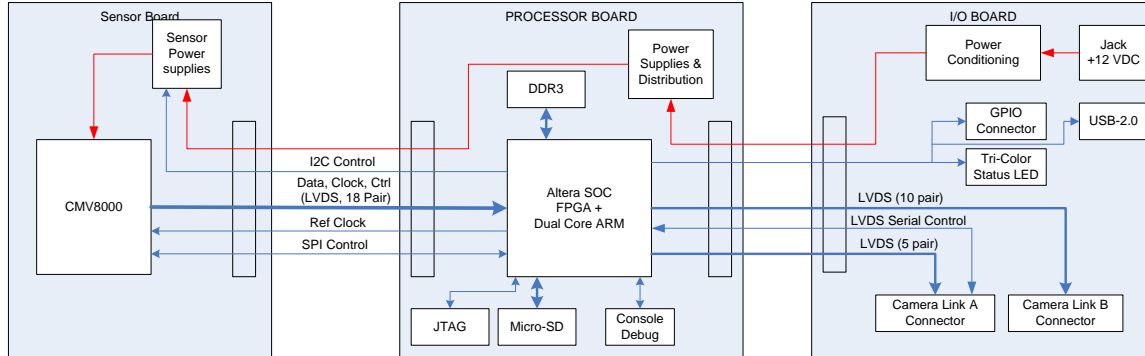 Sensor Board
PROCESSOR BOARD
I/O BOARD
Sensor
Power
supplies
Power
Supplies &
Distribution
Power
Conditioning
Jack
+12 VDC
DDR3
GPIO
Connector
USB-2.0
Tri-Color
Status LED
I2C Control
Data, Clock, Ctrl
(LVDS, 18 Pair)
CMV8000
Altera SOC
FPGA +
Dual Core ARM
Ref Clock
SPI Control
LVDS (10 pair)
LVDS Serial Control
LVDS (5 pair)
JTAG
Micro-SD
Console
Debug
Camera Link A
Connector
Camera Link B
Connector